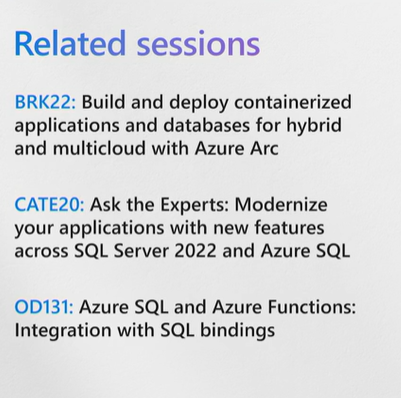 Related sessions
BRK22: Build and deploy containerized
applications and databases for hybrid
and multicloud with Azure Arc
CATE20: Ask the Experts: Modernize
your applications with new features
across SQL Server 2022 and Azure SQL
OD131: Azure SQL and Azure Functions:
Integration with SQL bindings